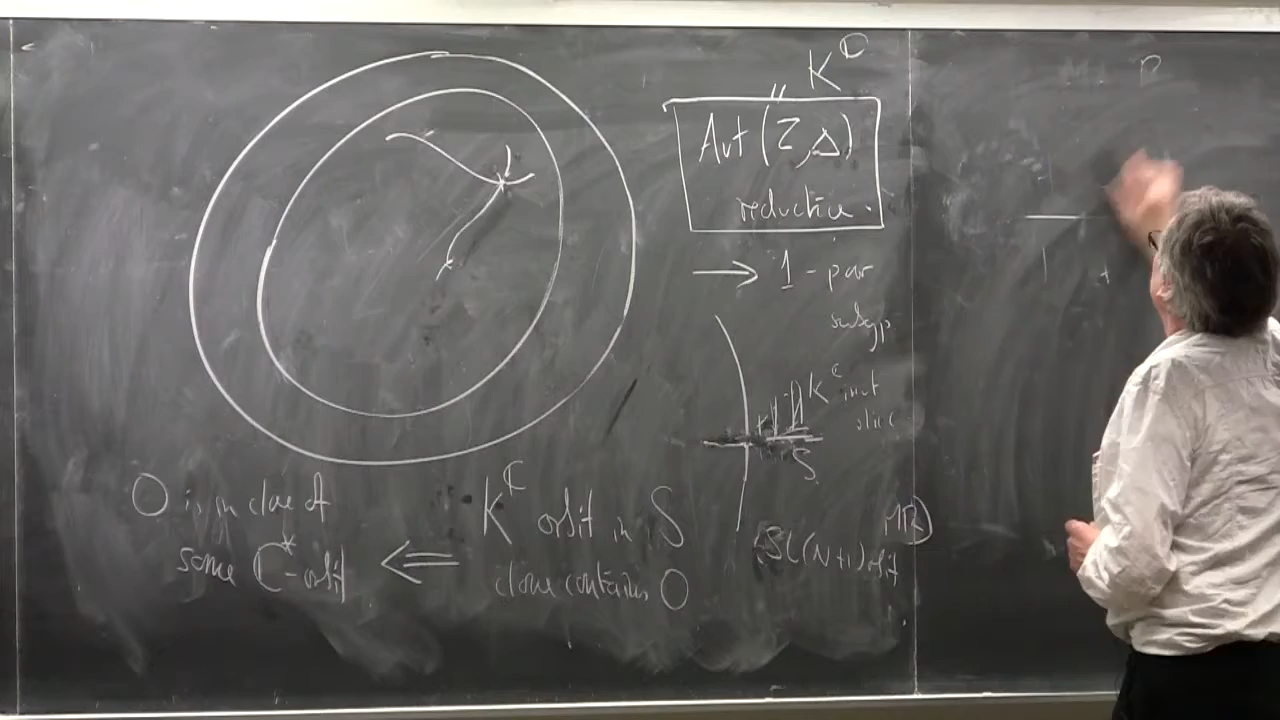 K^C
"
Aut (Z, Δ)
reductive.
→ 1-par
subgp
K^C inv't
slice
S
O is in clos of
some C*-orbit
⇐
K^C orbit in S
closure contains O
SL(N+1) orbit